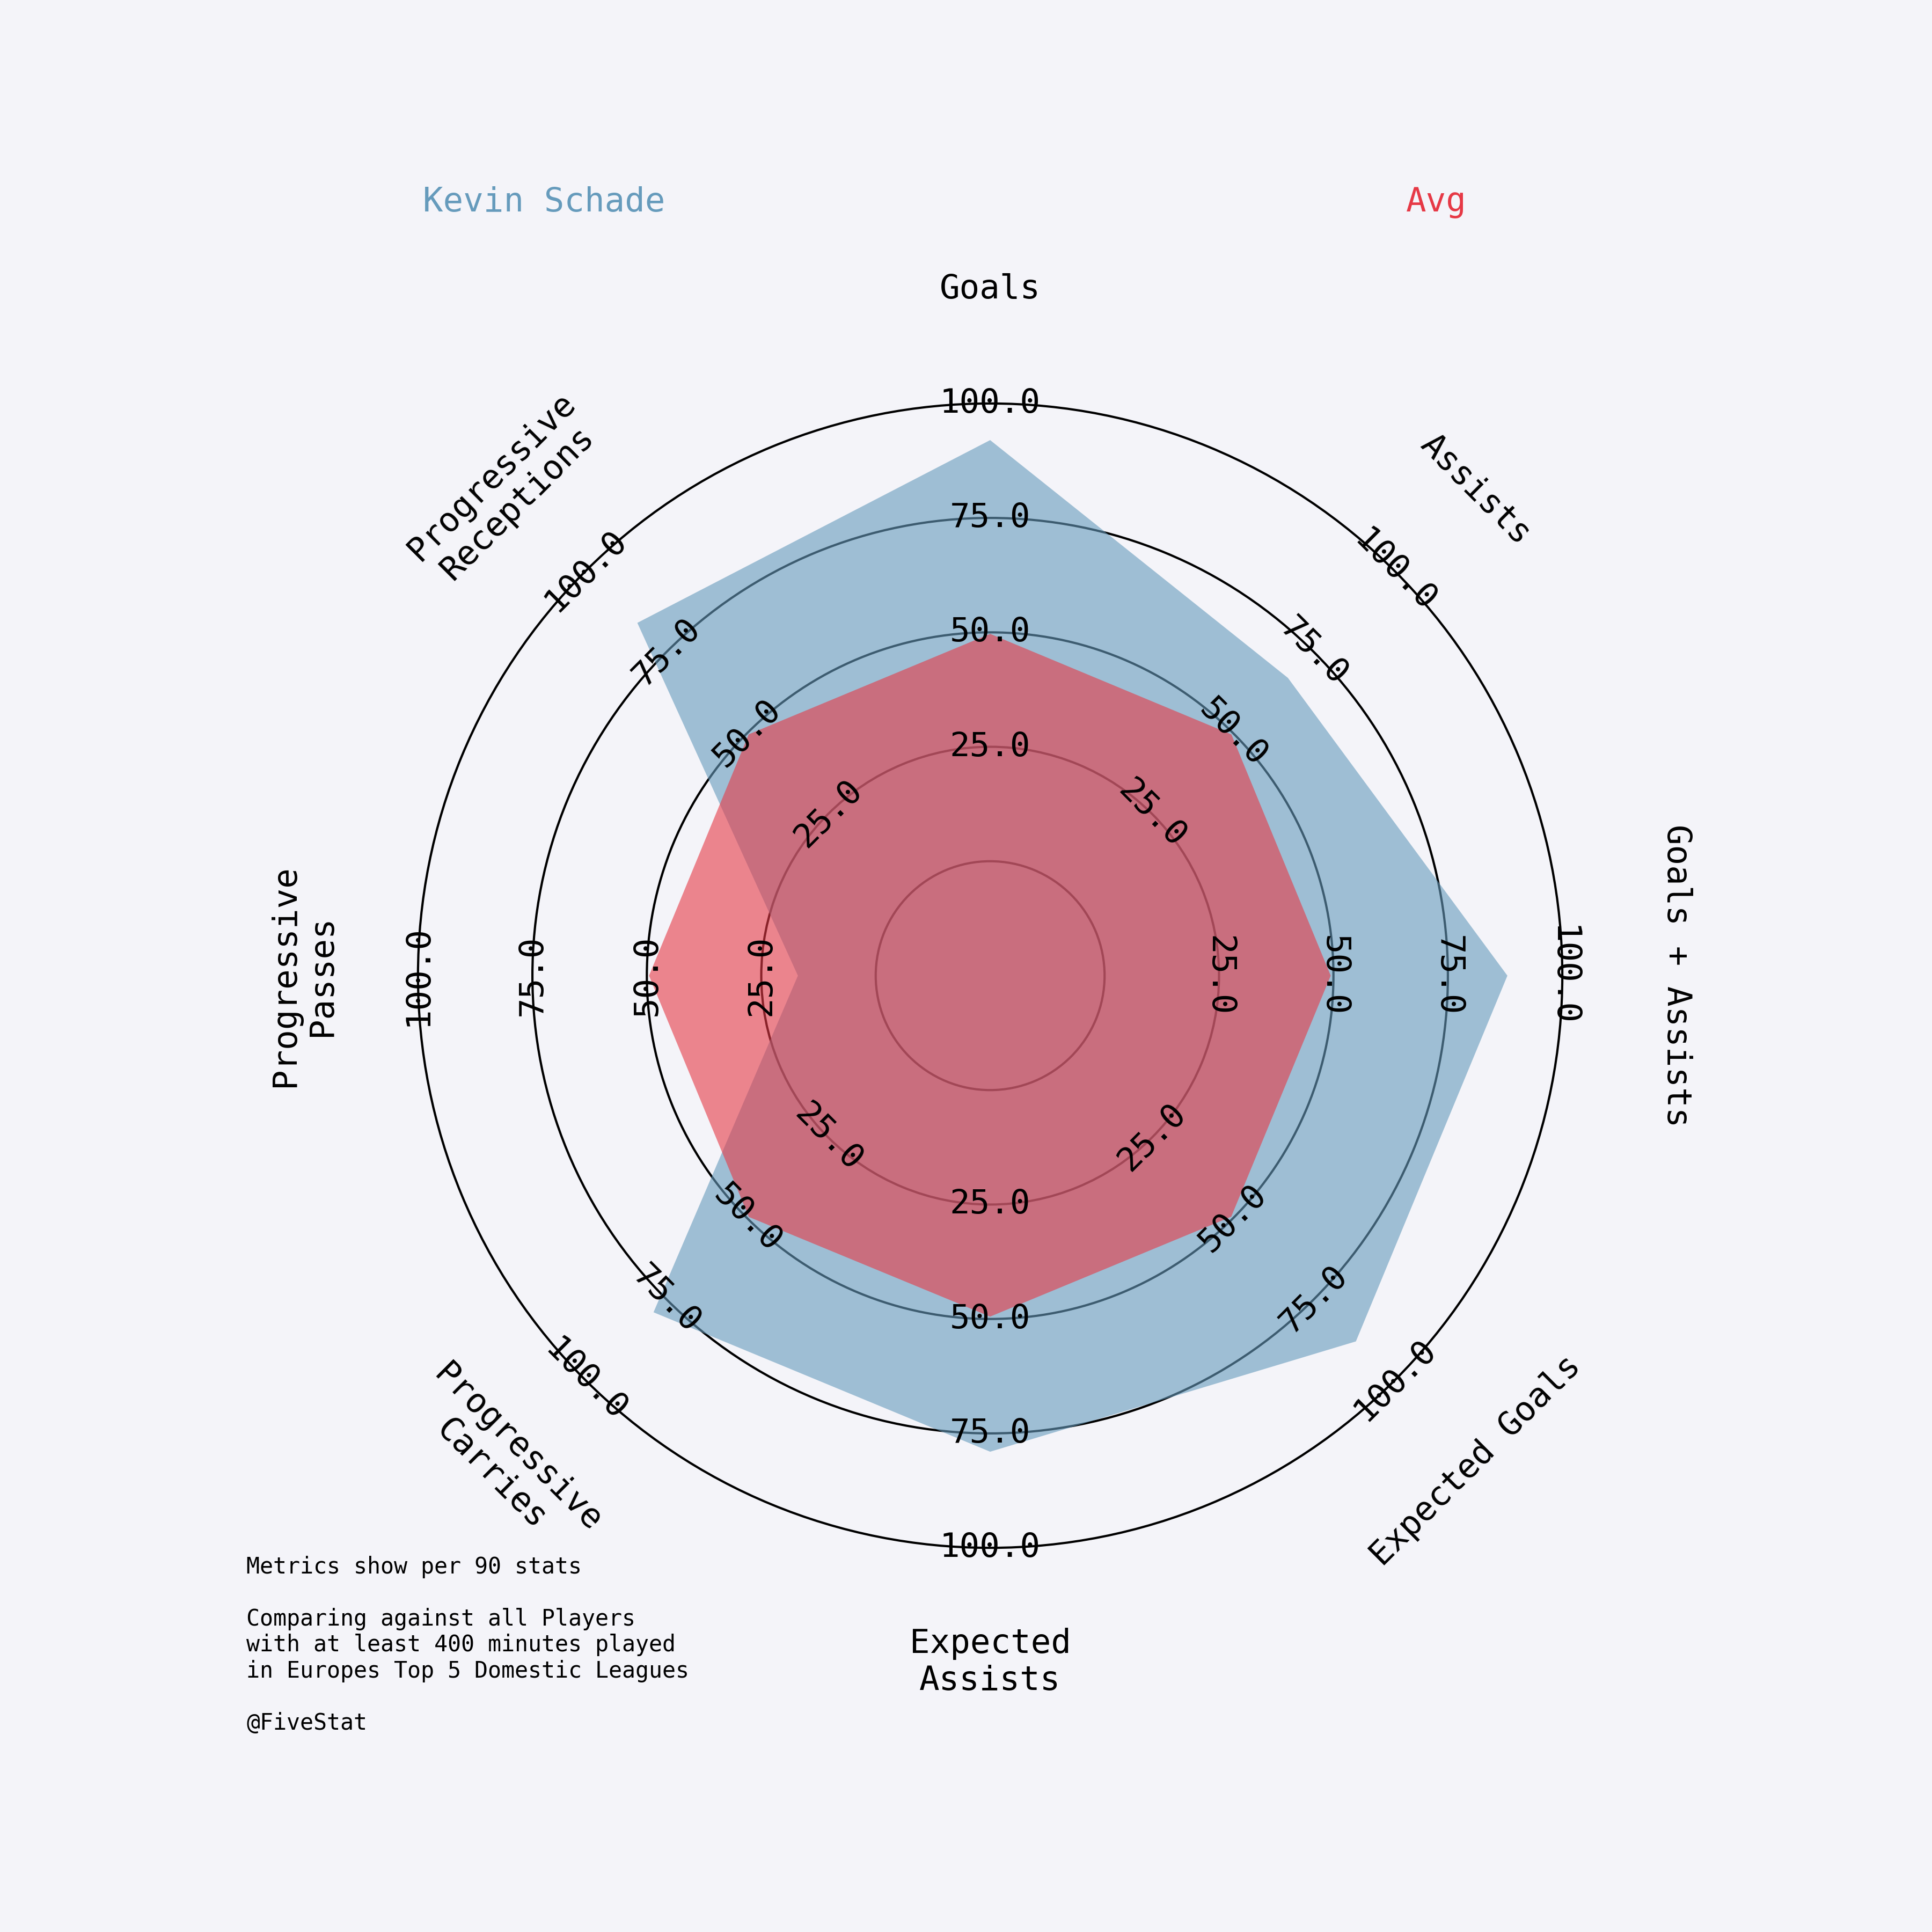 Kevin Schade
Avg
Goals
Assists
Goals + Assists
Expected Goals
Expected
Assists
Progressive
Carries
Progressive
Passes
Progressive
Receptions
25.0
50.0
75.0
100.0
25.0
50.0
75.0
100.0
25.0
50.0
75.0
100.0
25.0
50.0
75.0
100.0
25.0
50.0
75.0
100.0
25.0
50.0
75.0
100.0
25.0
50.0
75.0
100.0
25.0
50.0
75.0
100.0
Metrics show per 90 stats
Comparing against all Players
with at least 400 minutes played
in Europes Top 5 Domestic Leagues
@FiveStat